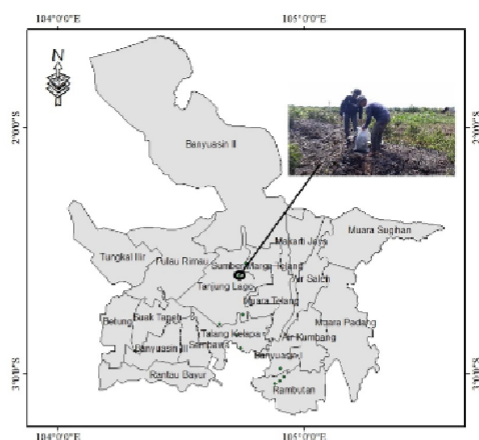 104°0'0"E 105°0'0"E
N
2°0'0"S 2°0'0"S
Banyuasin II
Muara Sugihan
Makarti Jaya
Tungkal Ilir
Pulau Rimau
Sumber Marga Telang
Air Saleh
Tanjung Lago
Muara Telang
Betung
Suak Tapeh
Muara Padang
Talang Kelapa
Air Kumbang
Sembawa
Banyuasin III
Banyuasin I
3°0'0"S 3°0'0"S
Rantau Bayur
Rambutan
104°0'0"E 105°0'0"E